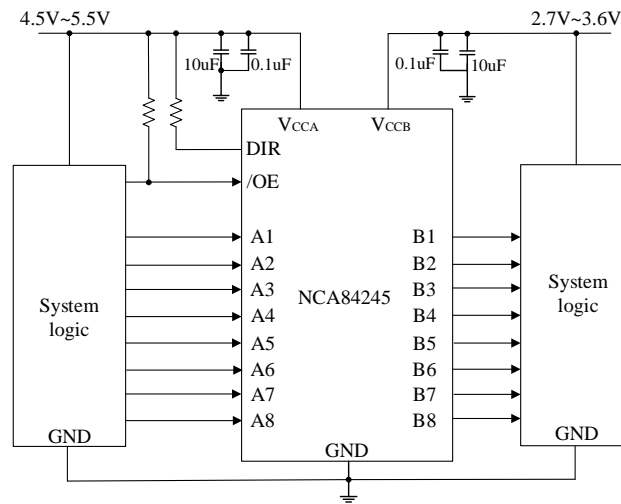 4.5V~5.5V
2.7V~3.6V
10uF
0.1uF
0.1uF
10uF
VCCA
VCCB
DIR
/OE
A1
B1
A2
B2
A3
B3
System
logic
NCA84245
System
logic
A4
B4
A5
B5
A6
B6
A7
B7
A8
B8
GND
GND
GND